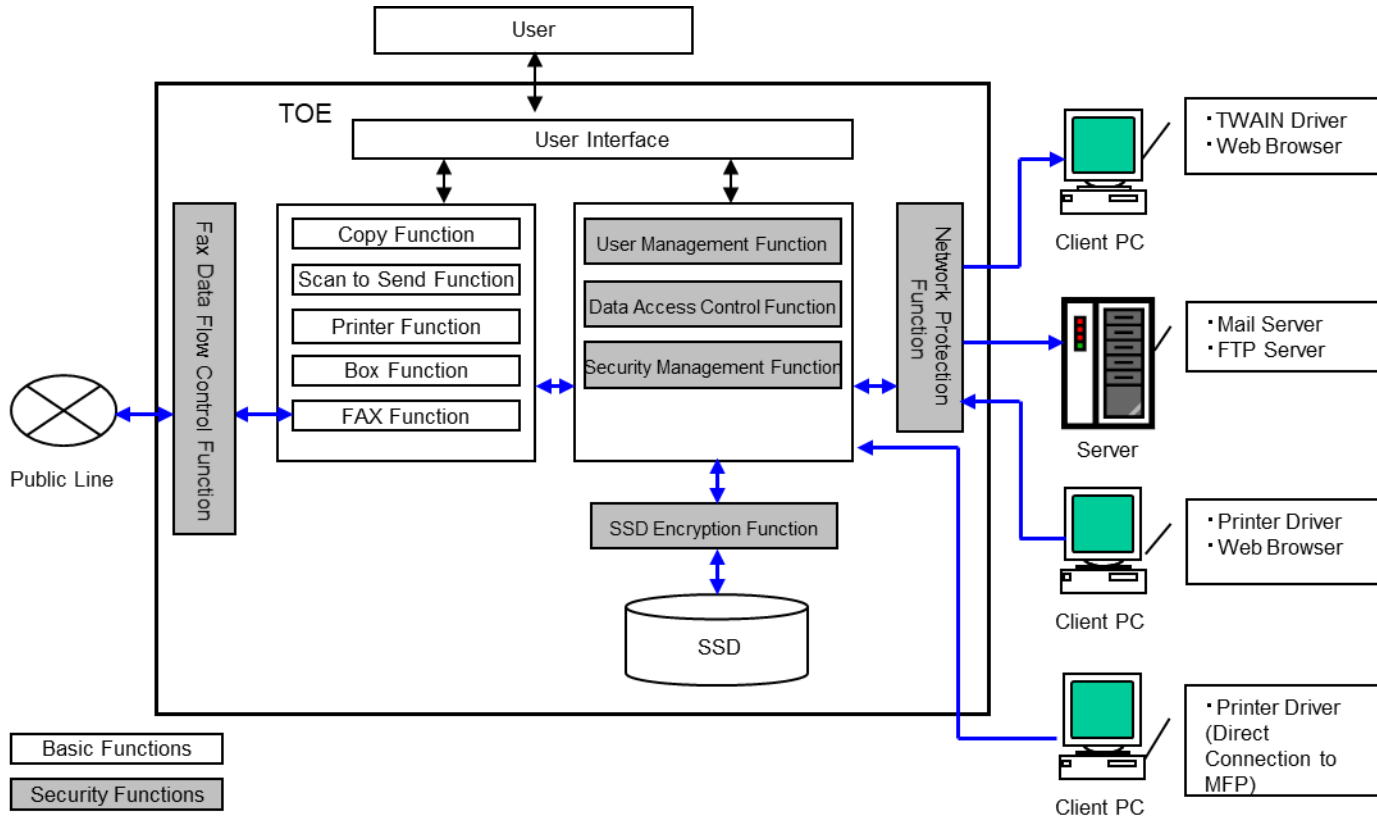 User
TOE
User Interface
Fax Data Flow Control Function
Copy Function
Scan to Send Function
Printer Function
Box Function
FAX Function
User Management Function
Data Access Control Function
Security Management Function
Network Protection
Function
SSD Encryption Function
SSD
Public Line
・TWAIN Driver
・Web Browser
Client PC
・Mail Server
・FTP Server
Server
・Printer Driver
・Web Browser
Client PC
・Printer Driver
(Direct
Connection to
MFP)
Client PC
Basic Functions
Security Functions